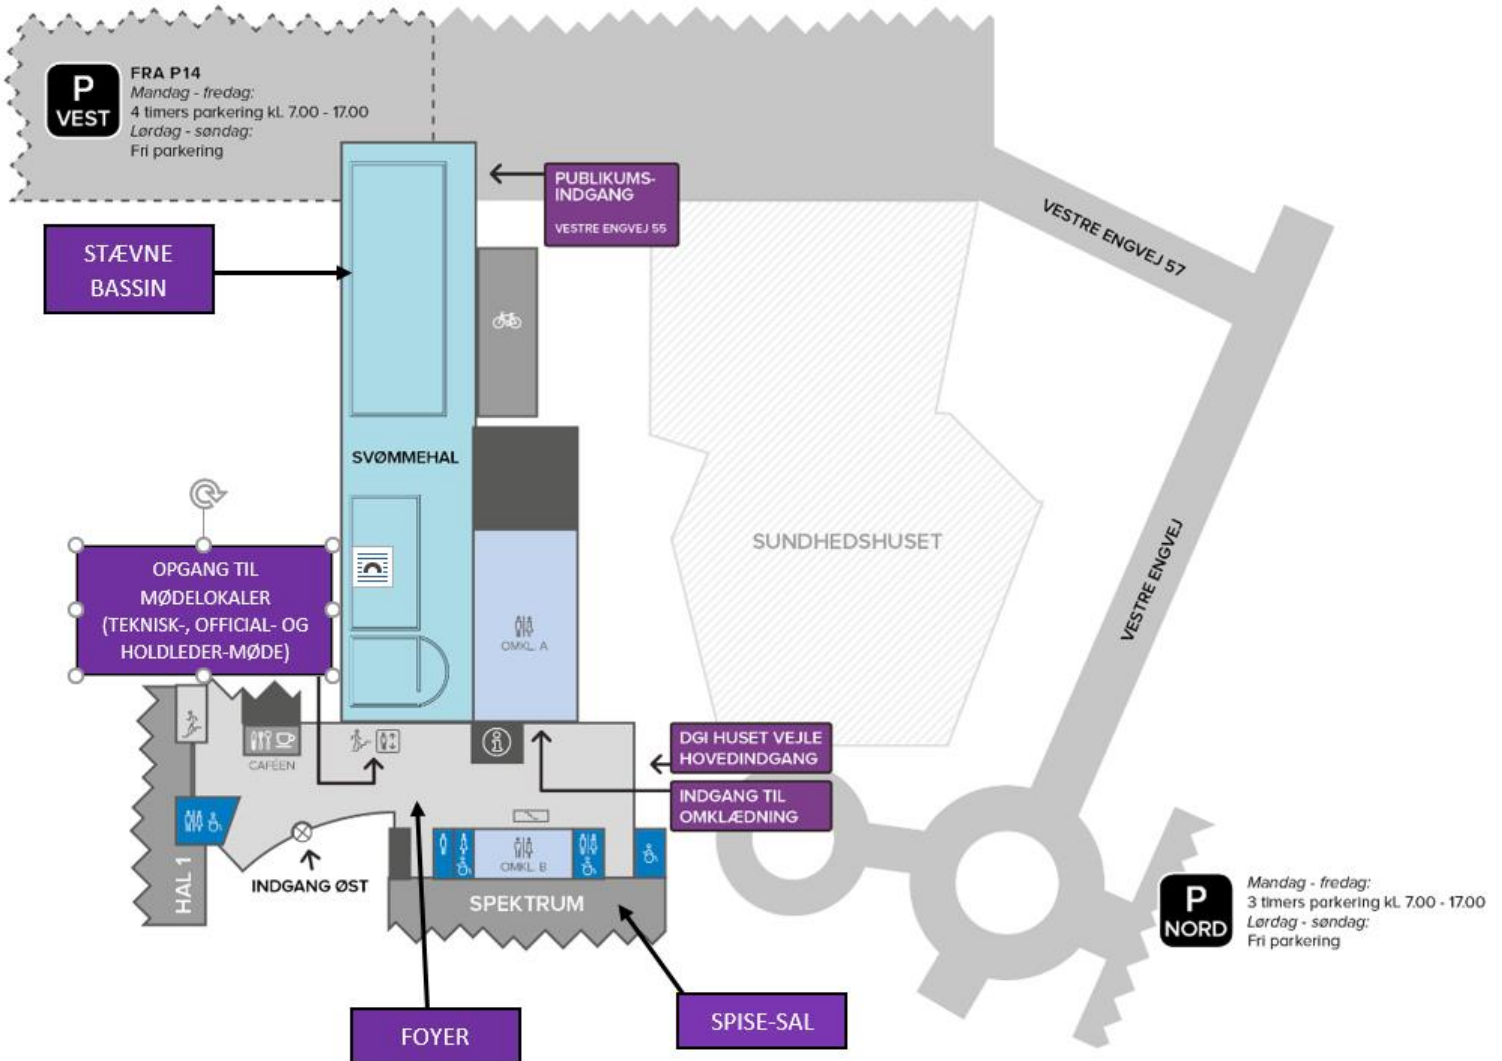 P
VEST
FRA P14
Mandag - fredag:
4 timers parkering kl. 7.00 - 17.00
Lørdag - søndag:
Fri parkering
PUBLIKUMS-
INDGANG
VESTRE ENGVEJ 55
VESTRE ENGVEJ 57
STÆVNE
BASSIN
SVØMMEHAL
SUNDHEDSHUSET
VESTRE ENGVEJ
OPGANG TIL
MØDELOKALER
(TEKNISK-, OFFICIAL- OG
HOLDLEDER-MØDE)
OMKL. A
DGI HUSET VEJLE
HOVEDINDGANG
CAFÉEN
INDGANG TIL
OMKLÆDNING
HAL 1
INDGANG ØST
OMKL. B
SPEKTRUM
P
NORD
Mandag - fredag:
3 timers parkering kl. 7.00 - 17.00
Lørdag - søndag:
Fri parkering
FOYER
SPISE-SAL